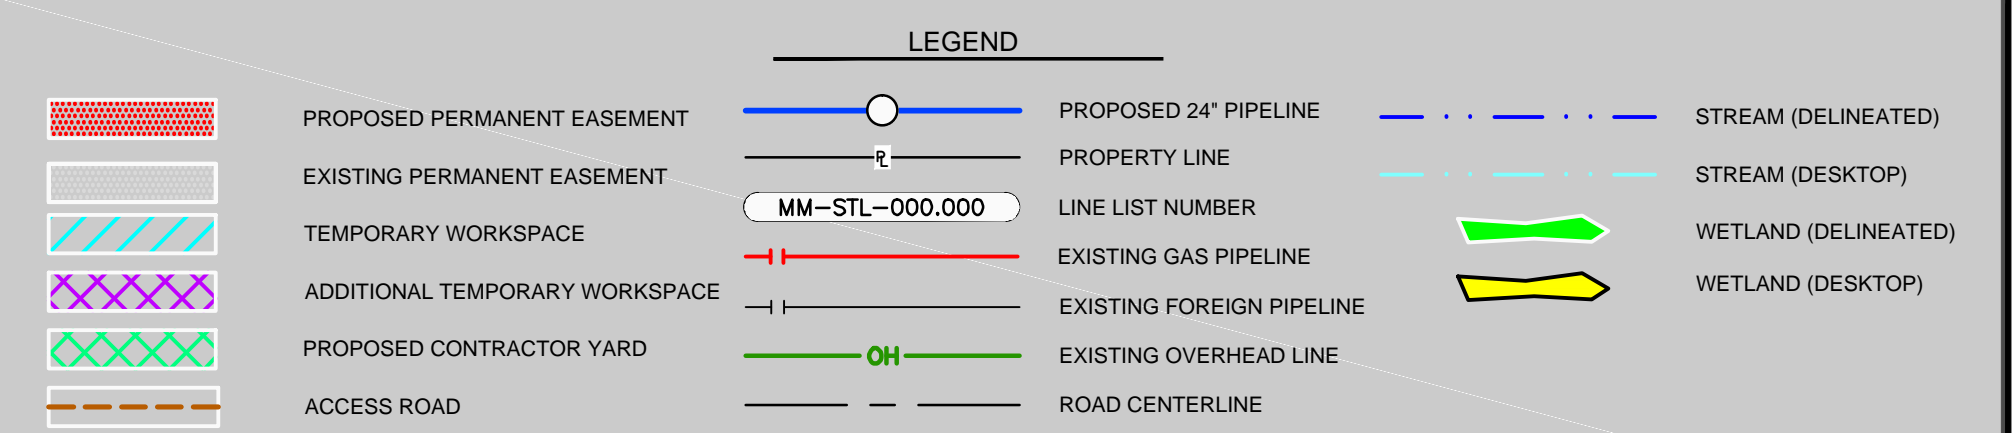 LEGEND
PROPOSED PERMANENT EASEMENT
EXISTING PERMANENT EASEMENT
TEMPORARY WORKSPACE
ADDITIONAL TEMPORARY WORKSPACE
PROPOSED CONTRACTOR YARD
ACCESS ROAD
PROPOSED 24" PIPELINE
PL PROPERTY LINE
MM-STL-000.000 LINE LIST NUMBER
EXISTING GAS PIPELINE
EXISTING FOREIGN PIPELINE
OH EXISTING OVERHEAD LINE
ROAD CENTERLINE
STREAM (DELINEATED)
STREAM (DESKTOP)
WETLAND (DELINEATED)
WETLAND (DESKTOP)